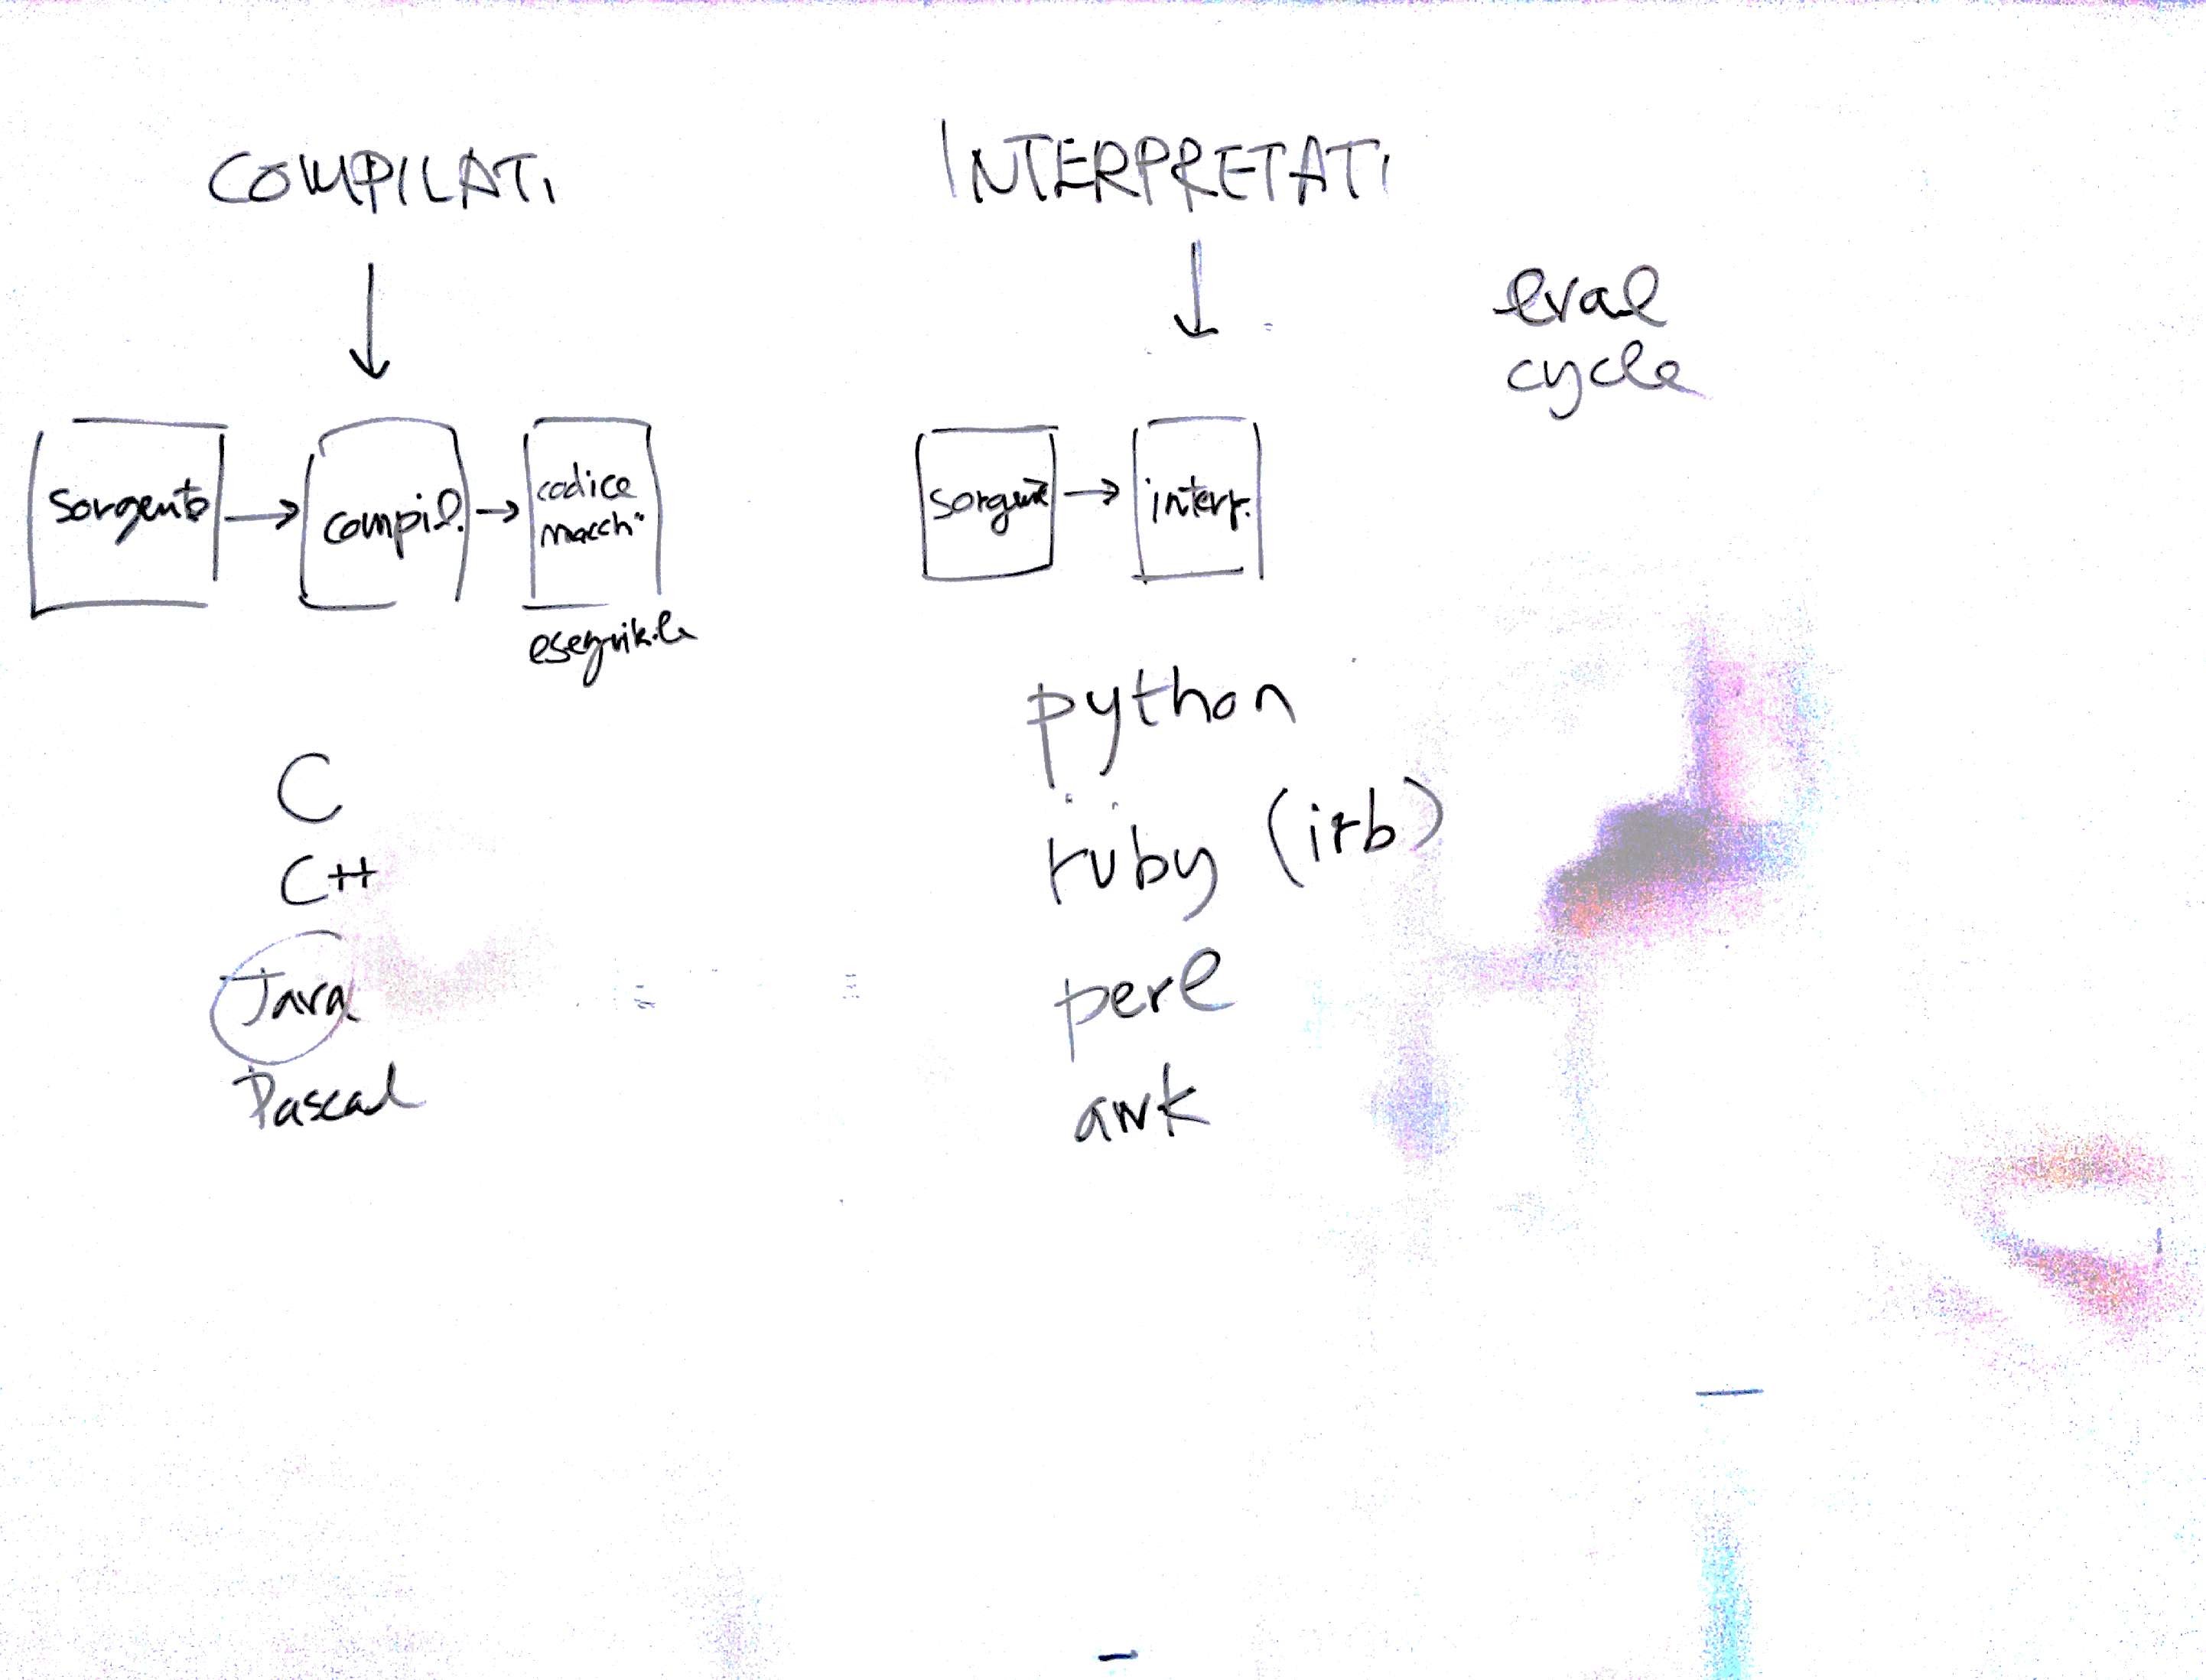 COMPILATI
sorgente
compil.
codice
macch.
eseguibile
C
C++
Java
Pascal
INTERPRETATI
sorgente
interp.
python
ruby (irb)
perl
awk
eval
cycle